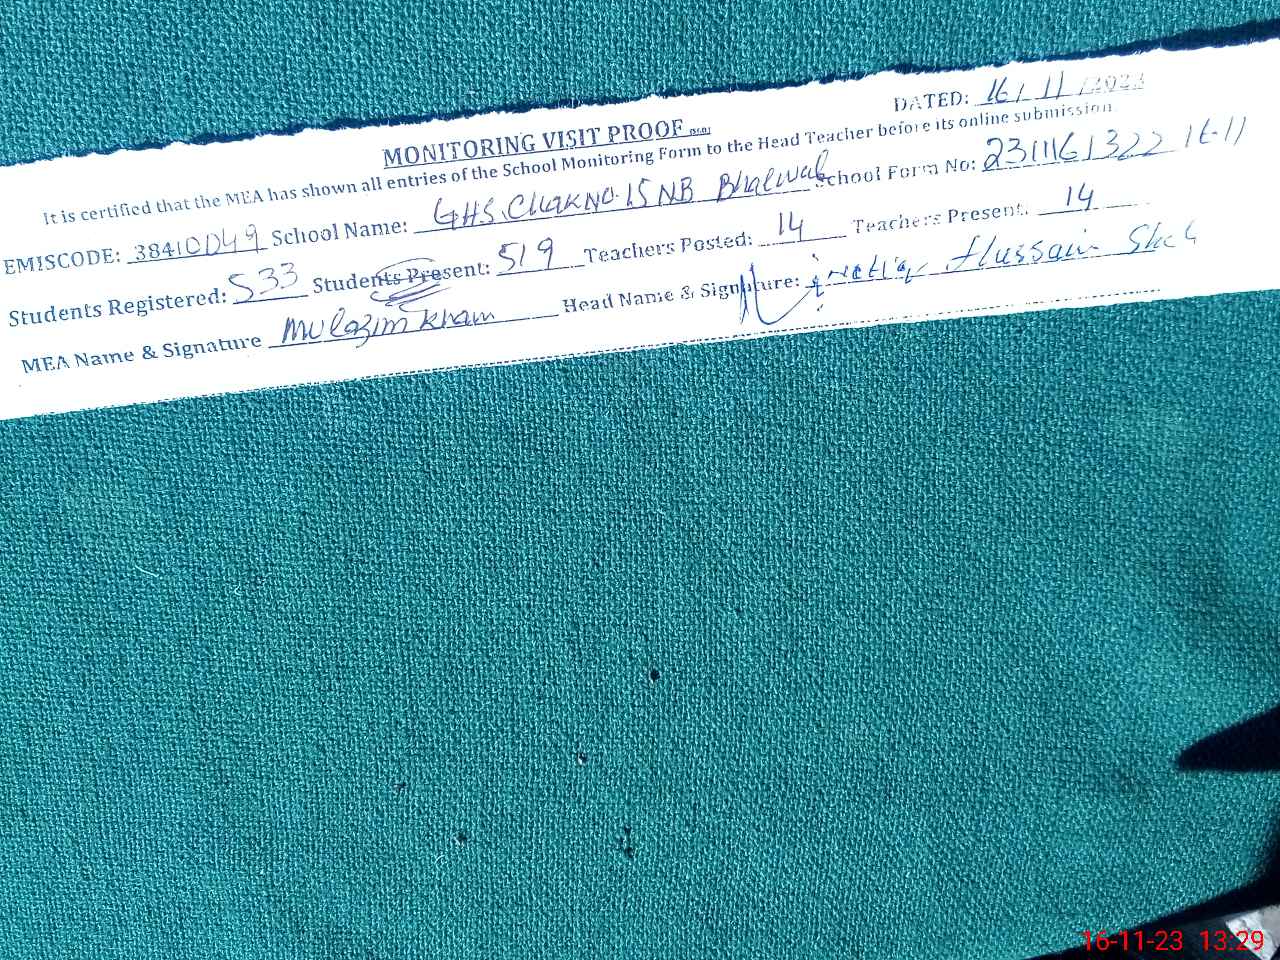 DATED: 16/11/2023
MONITORING VISIT PROOF
It is certified that the MEA has shown all entries of the School Monitoring Form to the Head Teacher before its online submission.
EMISCODE: 38410049 School Name: GHS, Chak NO. 15 NB Bhalwal School Form No: 231161322 16-11
Students Registered: 533 Students Present: 519 Teachers Posted: 14 Teachers Present: 14
MEA Name & Signature Mulazim Kham Head Name & Signature: Hussain
16-11-23 13:29